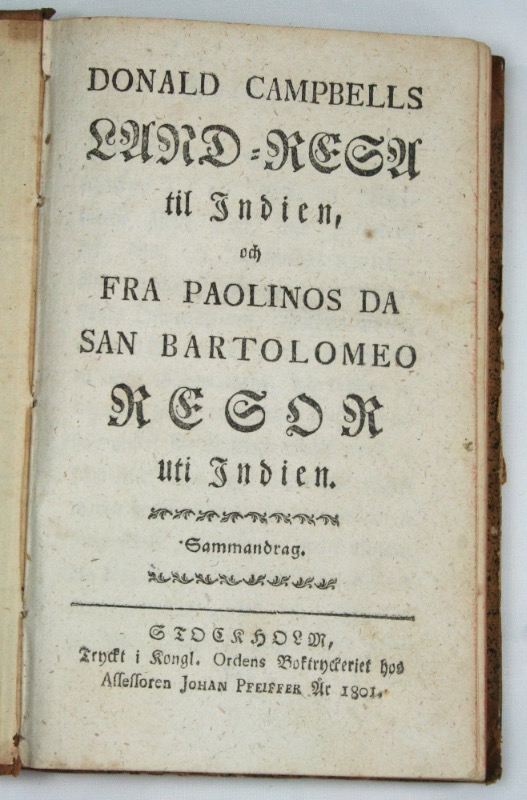 DONALD CAMPBELLS
LAND-RESA
til Indien,
och
FRA PAOLINOS DA
SAN BARTOLOMEO
RESOR
uti Indien.
Sammandrag.
STOCKHOLM,
Tryckt i Kongl. Ordens Boktryckeriet hos
Assessoren JOHAN PFEIFFER År 1801.